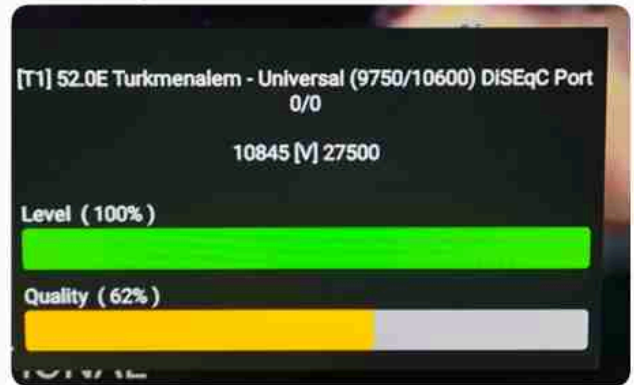 [T1] 52.0E Turkmenalem - Universal (9750/10600) DiSEqC Port
0/0
10845 [V] 27500
Level ( 100% )
Quality ( 62% )